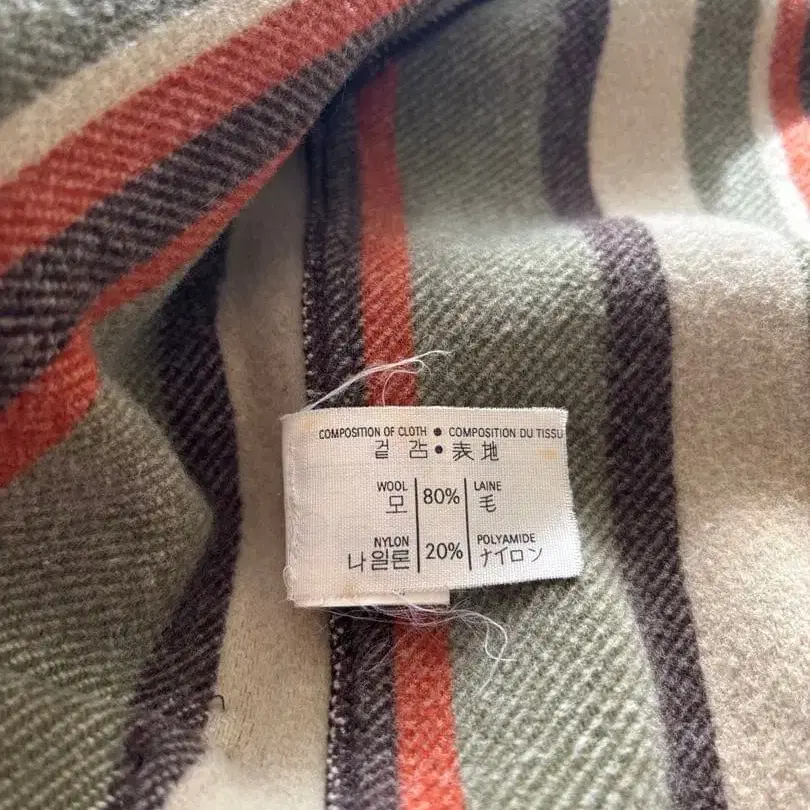 COMPOSITION OF CLOTH • COMPOSITION DU TISSU
겉 감 • 表 地
WOOL 80% LAINE
모 毛
NYLON 20% POLYAMIDE
나일론 ナイロン